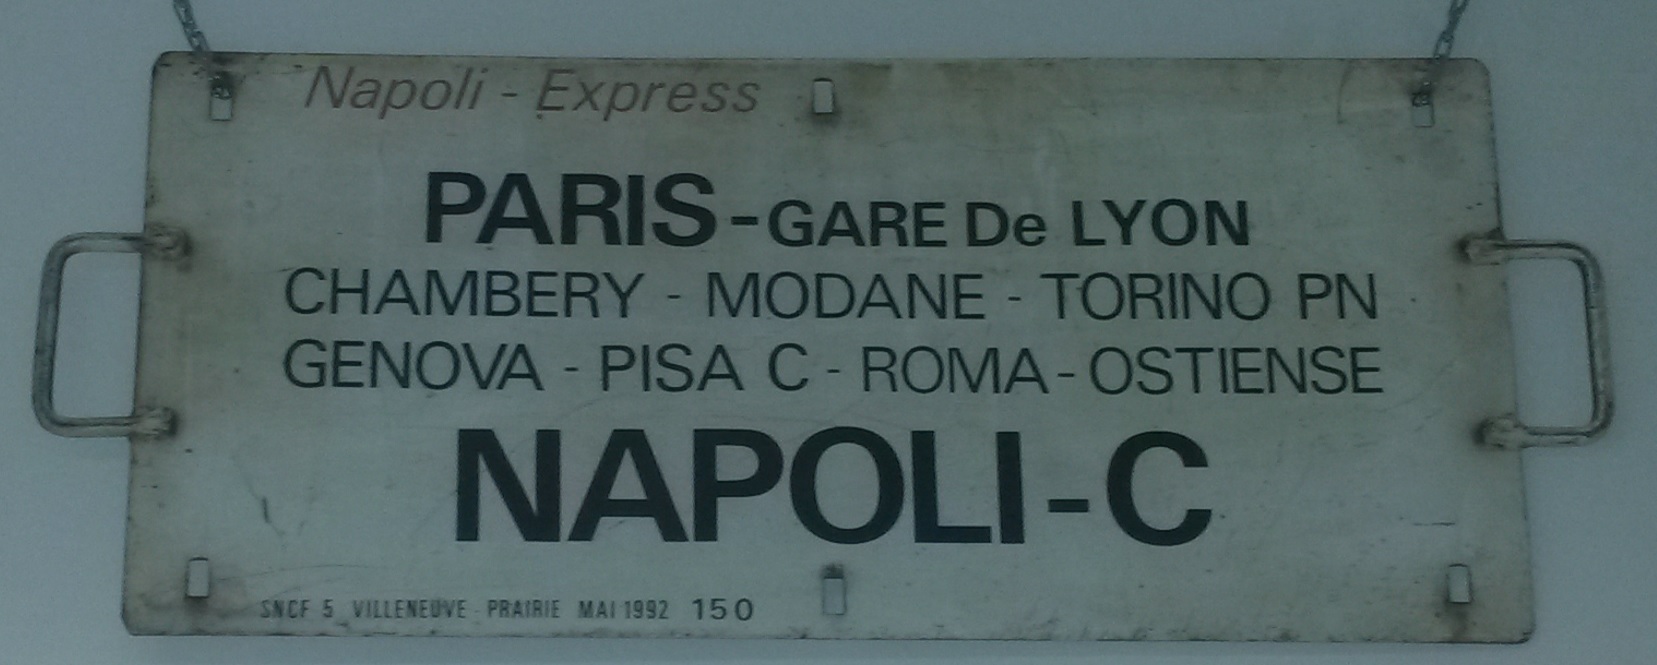 Napoli - Express
PARIS - GARE De LYON
CHAMBERY - MODANE - TORINO PN
GENOVA - PISA C - ROMA - OSTIENSE
NAPOLI - C
SNCF 5 VILLENEUVE - PRAIRIE MAI 1992 150